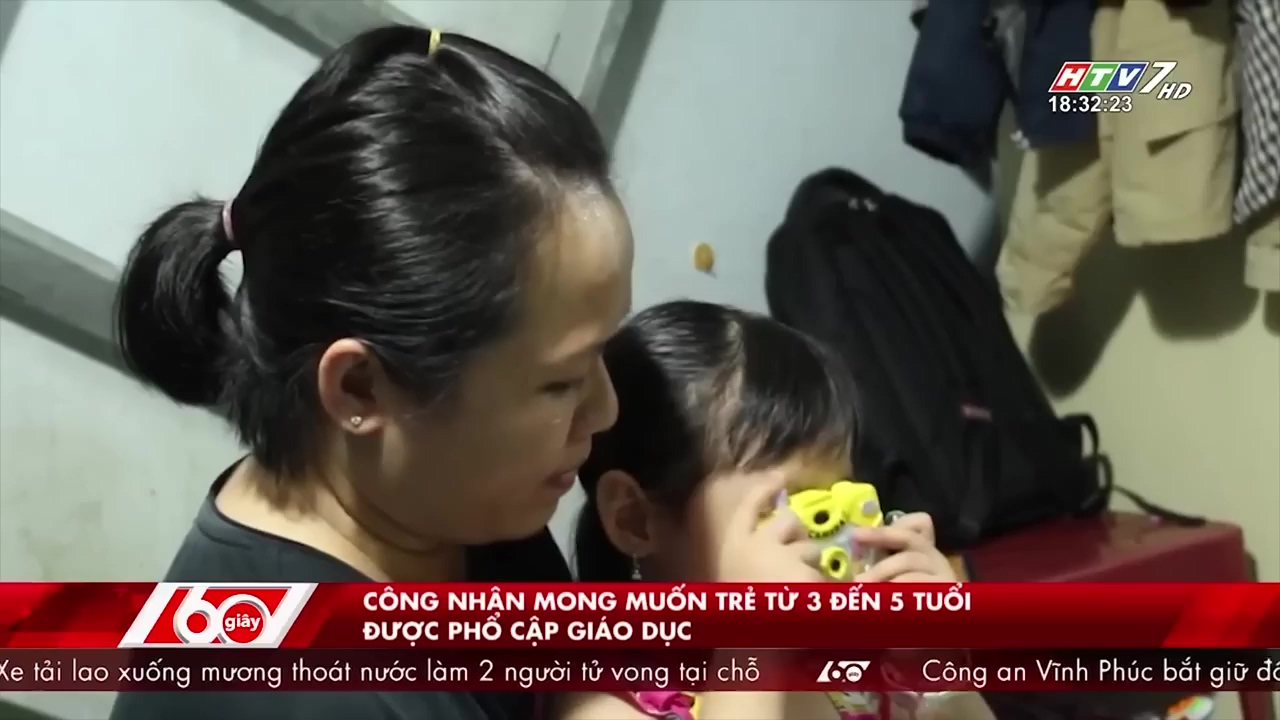 HTV7 HD
18:32:23
60 giây
CÔNG NHÂN MONG MUỐN TRẺ TỪ 3 ĐẾN 5 TUỔI
ĐƯỢC PHỔ CẬP GIÁO DỤC
Xe tải lao xuống mương thoát nước làm 2 người tử vong tại chỗ 60 giây Công an Vĩnh Phúc bắt giữ